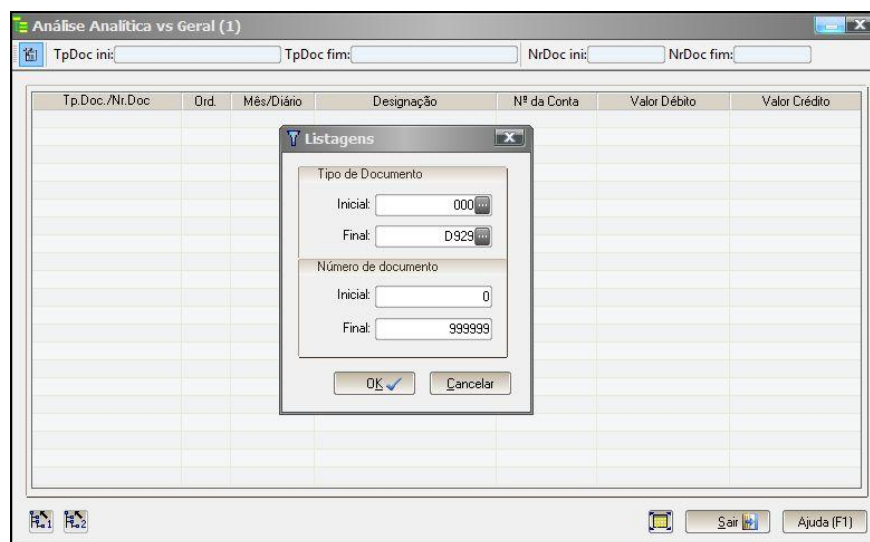 Análise Analítica vs Geral (1)
TpDoc ini: TpDoc fim: NrDoc ini: NrDoc fim:
Tp.Doc./Nr.Doc Ord. Mês/Diário Designação Nº da Conta Valor Débito Valor Crédito
Listagens
Tipo de Documento
Inicial: 000 ...
Final: D929 ...
Número de documento
Inicial: 0
Final: 999999
OK Cancelar
1 2 Sair Ajuda (F1)